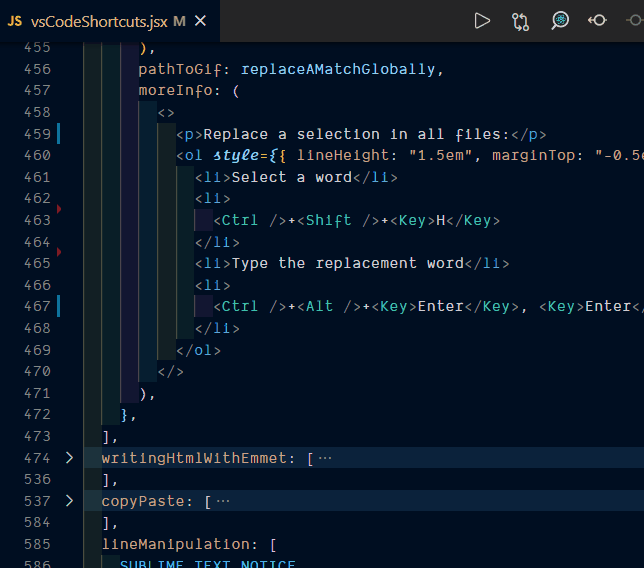 JS vsCodeShortcuts.jsx M
455 ),
456 pathToGif: replaceAMatchGlobally,
457 moreInfo: (
458 <>
459 <p>Replace a selection in all files:</p>
460 <ol style={{ lineHeight: "1.5em", marginTop: "-0.5e
461 <li>Select a word</li>
462 <li>
463 <Ctrl />+<Shift />+<Key>H</Key>
464 </li>
465 <li>Type the replacement word</li>
466 <li>
467 <Ctrl />+<Alt />+<Key>Enter</Key>, <Key>Enter</
468 </li>
469 </ol>
470 </>
471 ),
472 },
473 ],
474 writingHtmlWithEmmet: [···
536 ],
537 copyPaste: [···
584 ],
585 lineManipulation: [
586 SUBLIME_TEXT_NOTICE